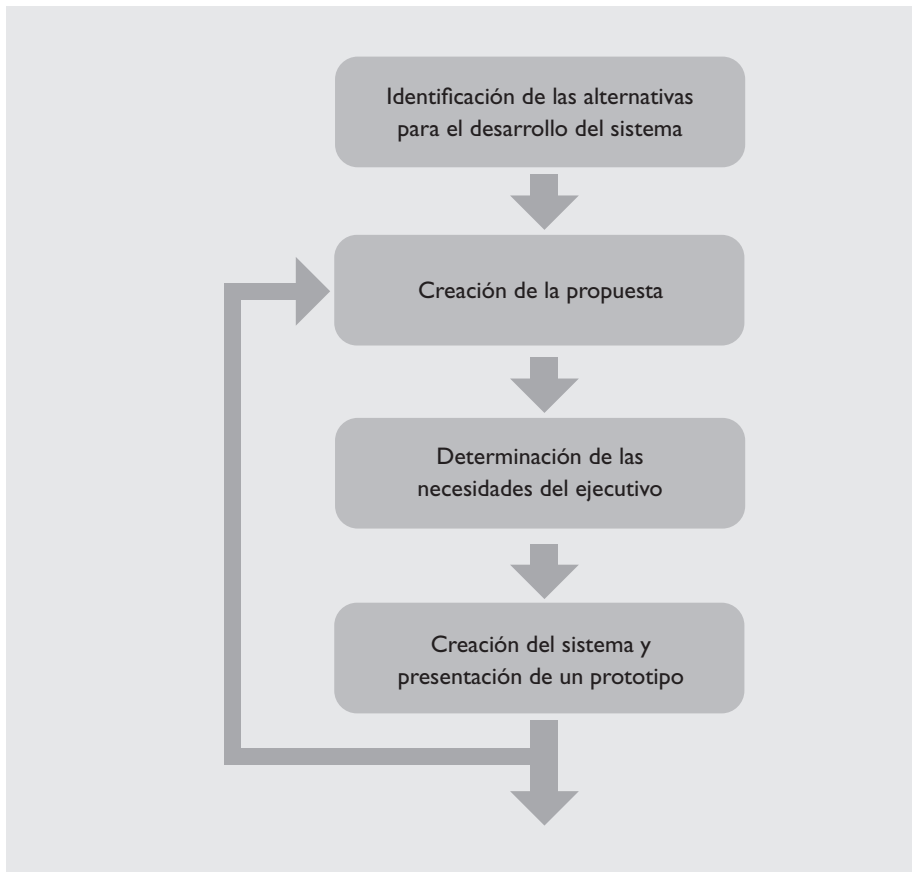 Identificación de las alternativas
para el desarrollo del sistema
Creación de la propuesta
Determinación de las
necesidades del ejecutivo
Creación del sistema y
presentación de un prototipo